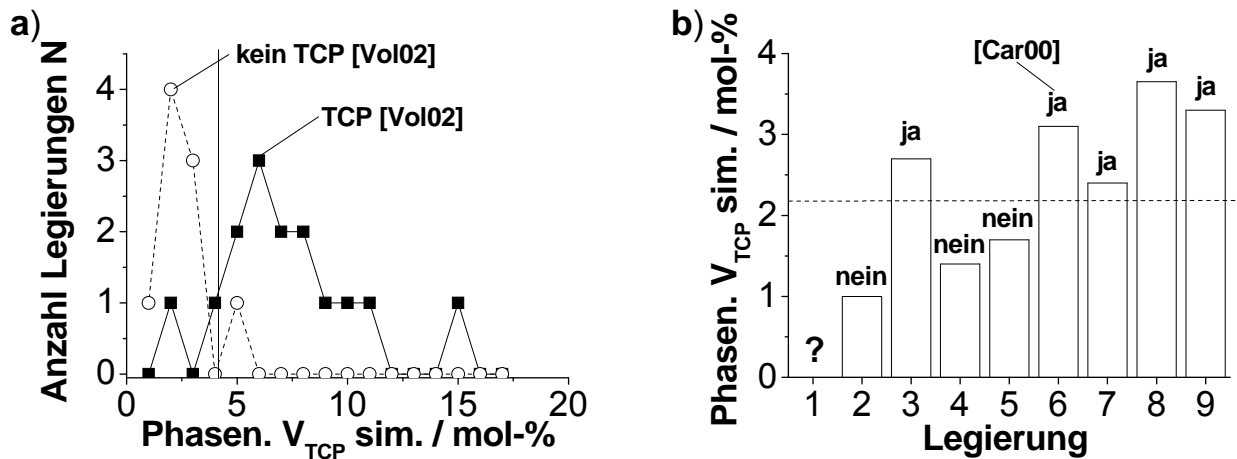 a)
Anzahl Legierungen N
4
3
2
1
0
kein TCP [Vol02]
TCP [Vol02]
0 5 10 15 20
Phasen. V_TCP sim. / mol-%
b)
Phasen. V_TCP sim. / mol-%
4
3
2
1
0
[Car00]
?
nein
ja
nein
nein
ja
ja
ja
ja
1 2 3 4 5 6 7 8 9
Legierung